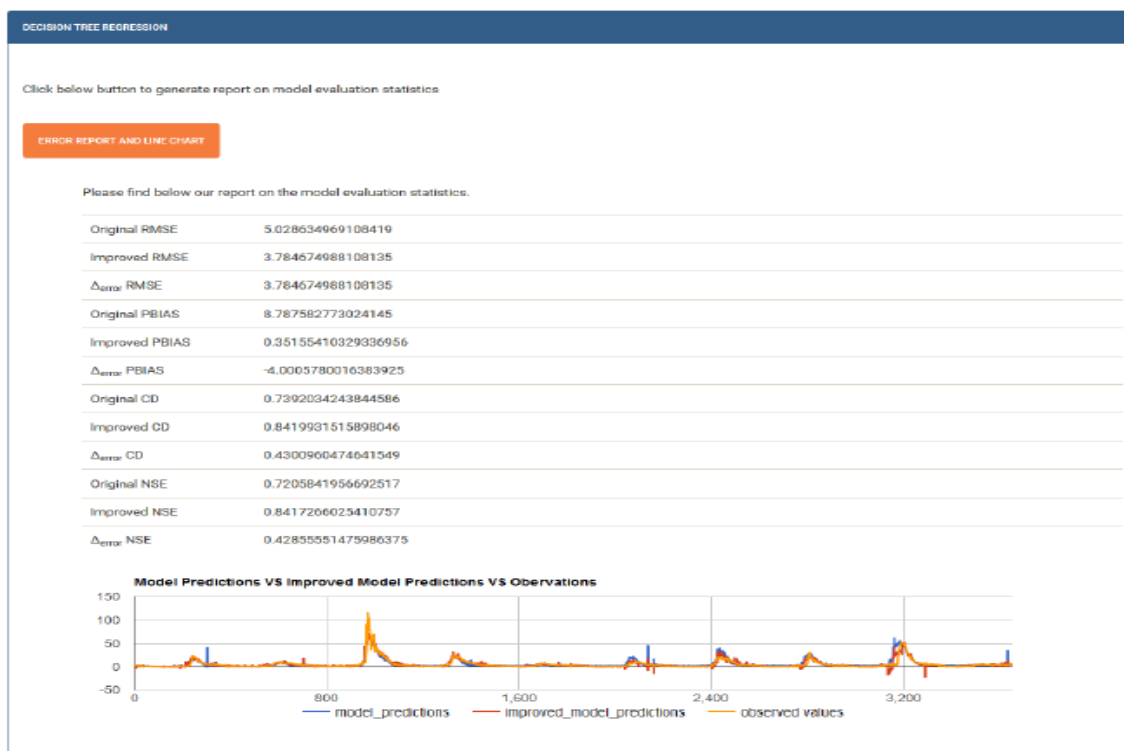 DECISION TREE REGRESSION
Click below button to generate report on model evaluation statistics
ERROR REPORT AND LINE CHART
Please find below our report on the model evaluation statistics.
Original RMSE 5.028634969108419
Improved RMSE 3.784674988108135
Δerror RMSE 3.784674988108135
Original PBIAS 8.787582773024145
Improved PBIAS 0.35155410329336956
Δerror PBIAS -4.0005780016383925
Original CD 0.7392034243844586
Improved CD 0.8419931515898046
Δerror CD 0.4300960474641549
Original NSE 0.7205841956692517
Improved NSE 0.8417266025410757
Δerror NSE 0.42855551475986375
Model Predictions VS Improved Model Predictions VS Obervations
150
100
50
0
-50
0 800 1,600 2,400 3,200
model_predictions improved_model_predictions observed values